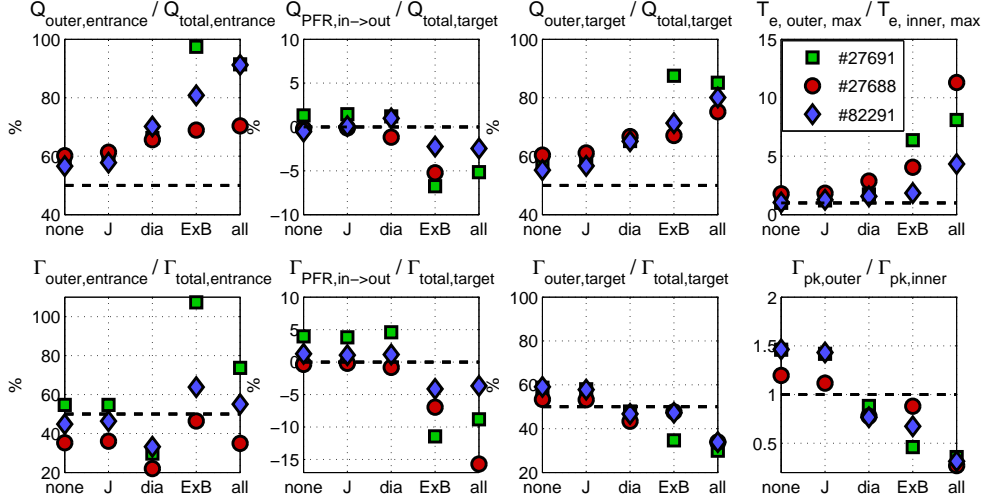 Q_outer,entrance / Q_total,entrance
Q_PFR,in->out / Q_total,target
Q_outer,target / Q_total,target
T_e, outer, max / T_e, inner, max
100
80
60
40
%
none J dia ExB all
10
5
0
−5
−10
%
none J dia ExB all
100
80
60
40
%
none J dia ExB all
15
10
5
0
none J dia ExB all
#27691
#27688
#82291
Γ_outer,entrance / Γ_total,entrance
Γ_PFR,in->out / Γ_total,target
Γ_outer,target / Γ_total,target
Γ_pk,outer / Γ_pk,inner
100
80
60
40
20
%
none J dia ExB all
10
5
0
−5
−10
−15
%
none J dia ExB all
100
80
60
40
20
%
none J dia ExB all
2
1.5
1
0.5
none J dia ExB all